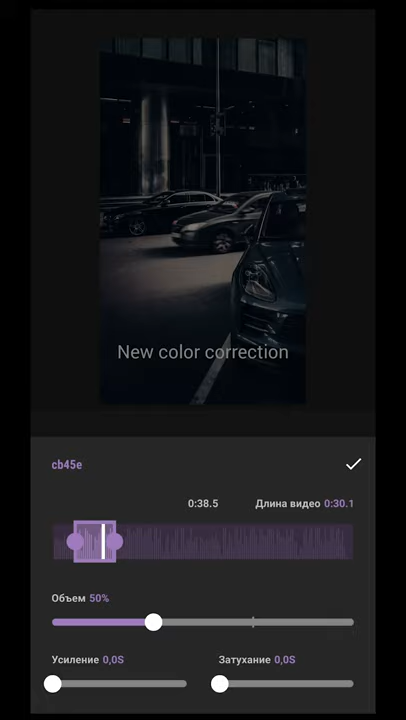 New color correction
cb45e
0:38.5 Длина видео 0:30.1
Объем 50%
Усиление 0,0S Затухание 0,0S